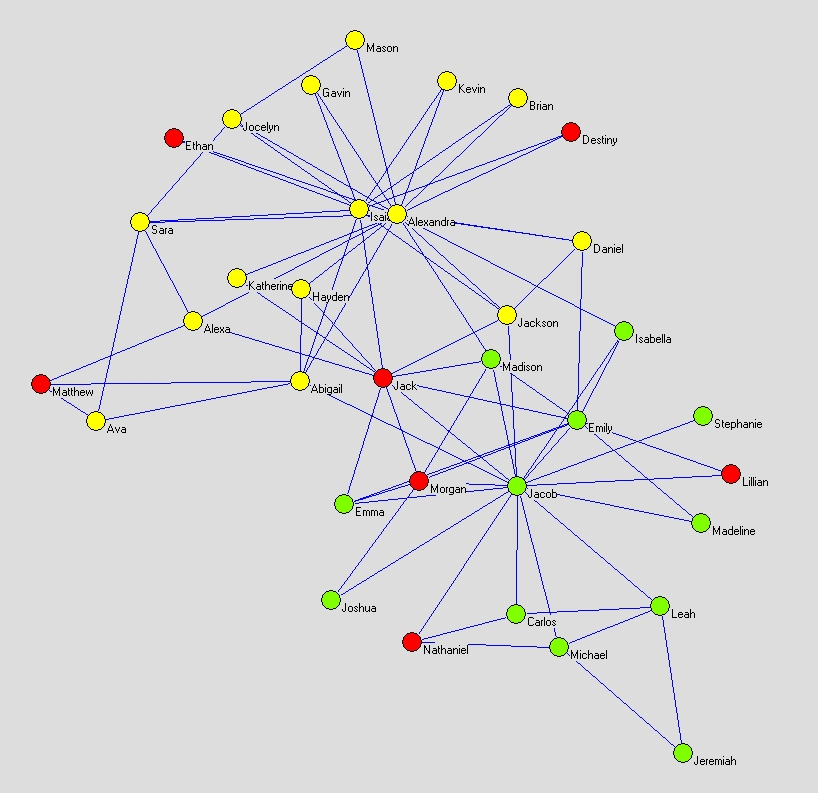 Mason
Gavin
Kevin
Brian
Jocelyn
Destiny
Ethan
Alexandra
Sara
Daniel
Katherine
Hayden
Jackson
Alexa
Isabella
Madison
Jack
Abigail
Matthew
Stephanie
Ava
Emily
Lillian
Morgan
Jacob
Emma
Madeline
Joshua
Leah
Carlos
Nathaniel
Michael
Jeremiah